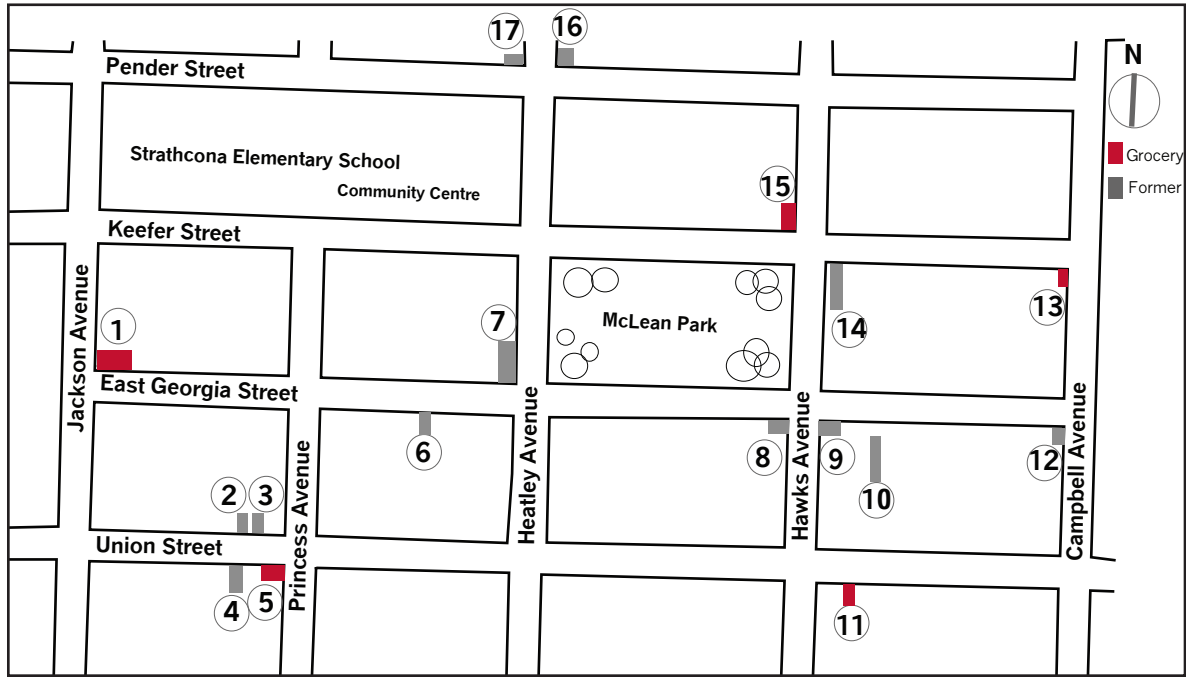 17
16
N
Pender Street
Grocery
Strathcona Elementary School
Community Centre
15
Former
Keefer Street
Jackson Avenue
1
7
McLean Park
14
13
East Georgia Street
Princess Avenue
6
Heatley Avenue
8
Hawks Avenue
9
10
12
Campbell Avenue
2
3
Union Street
4
5
11